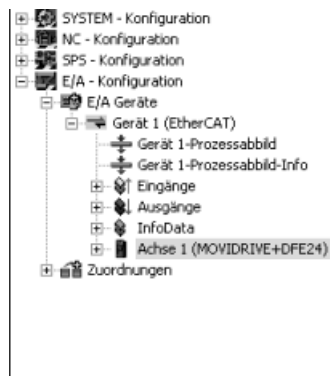 SYSTEM - Konfiguration
NC - Konfiguration
SPS - Konfiguration
E/A - Konfiguration
E/A Geräte
Gerät 1 (EtherCAT)
Gerät 1-Prozessabbild
Gerät 1-Prozessabbild-Info
Eingänge
Ausgänge
InfoData
Achse 1 (MOVIDRIVE+DFE24)
Zuordnungen